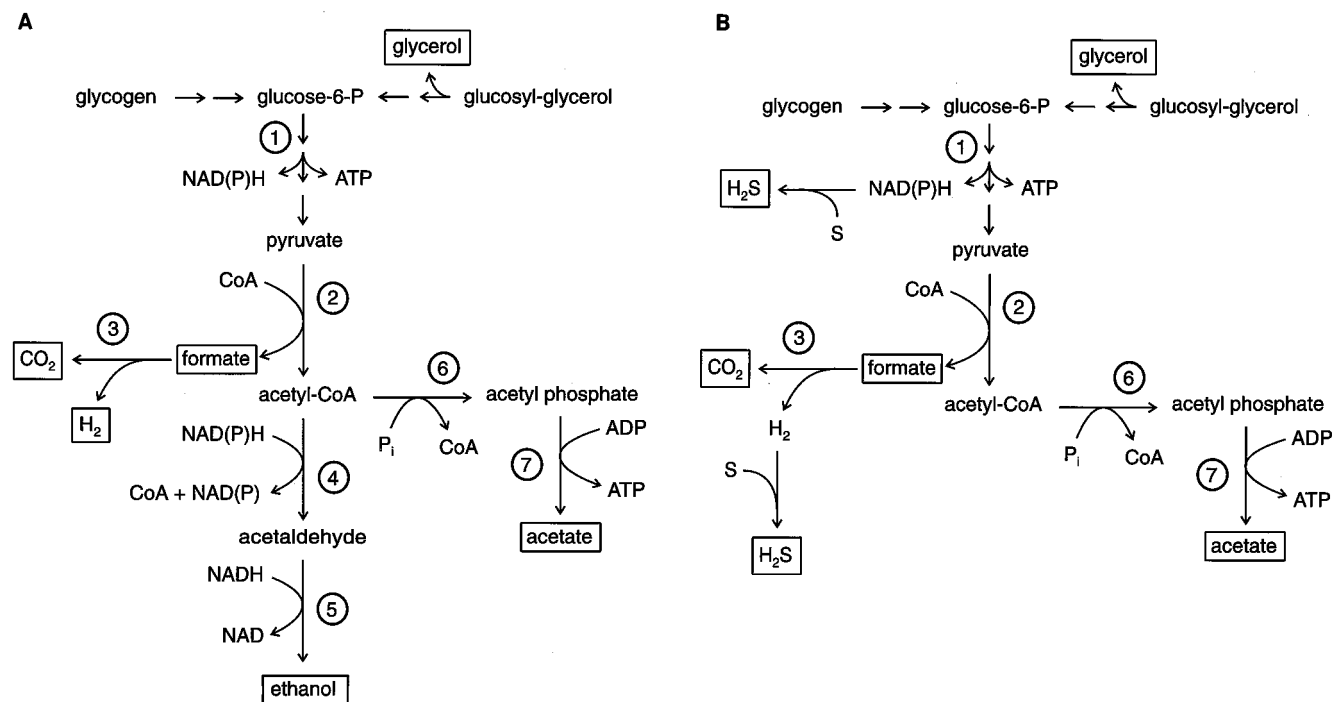 A
glycerol
glycogen glucose-6-P glucosyl-glycerol
1
NAD(P)H ATP
pyruvate
CoA
2
3
CO2 formate
6
acetyl-CoA acetyl phosphate
H2
NAD(P)H Pi CoA ADP
4 7
CoA + NAD(P) ATP
acetaldehyde acetate
NADH
5
NAD
ethanol
B
glycerol
glycogen glucose-6-P glucosyl-glycerol
1
H2S NAD(P)H ATP
S
pyruvate
CoA
2
3
CO2 formate
6
acetyl-CoA acetyl phosphate
H2
Pi CoA ADP
S 7
ATP
H2S acetate